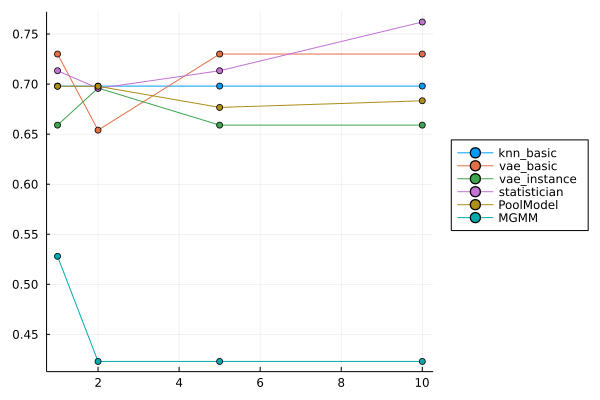 0.75
0.70
0.65
0.60
0.55
0.50
0.45
2 4 6 8 10
knn_basic
vae_basic
vae_instance
statistician
PoolModel
MGMM